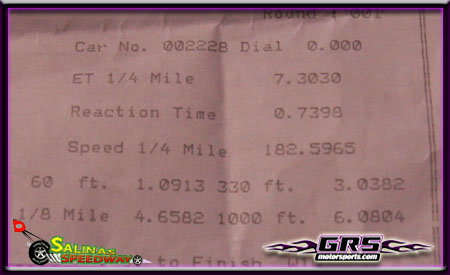 Round 001
Car No. 002228 Dial 0.000
ET 1/4 Mile 7.3030
Reaction Time 0.7398
Speed 1/4 Mile 182.5965
60 ft. 1.0913 330 ft. 3.0382
1/8 Mile 4.6582 1000 ft. 6.0804
to Finish
SALINAS
SPEEDWAY
GRS
motorsports.com